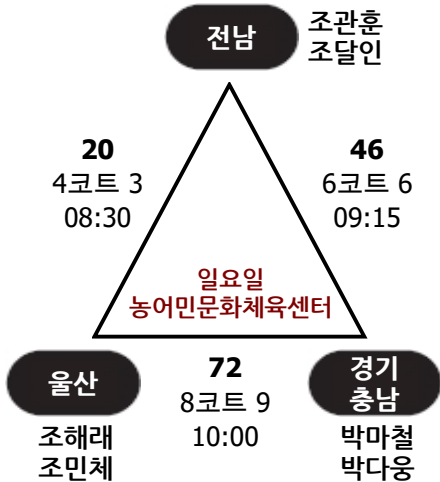 전남
조관훈
조달인
20
4코트 3
08:30
46
6코트 6
09:15
일요일
농어민문화체육센터
울산
조해래
조민체
72
8코트 9
10:00
경기
충남
박마철
박다웅